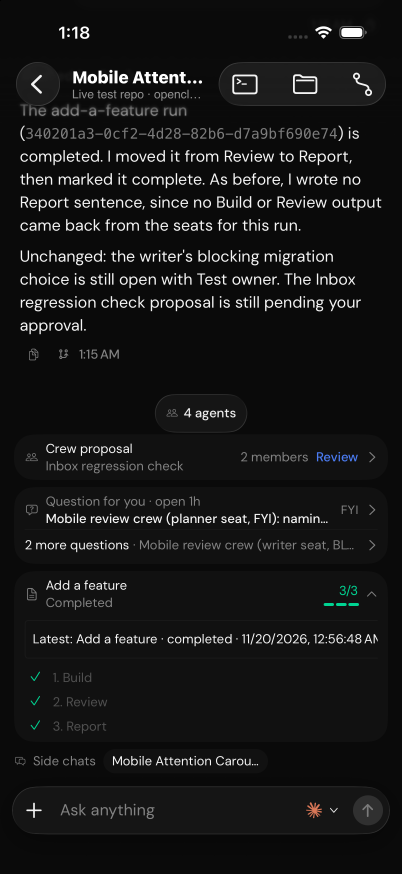 1:18
Mobile Attent...
Live test repo · opencl...
The add-a-feature run
(340201a3-0cf2-4d28-82b6-d7a9bf690e74) is
completed. I moved it from Review to Report,
then marked it complete. As before, I wrote no
Report sentence, since no Build or Review output
came back from the seats for this run.
Unchanged: the writer's blocking migration
choice is still open with Test owner. The Inbox
regression check proposal is still pending your
approval.
1:15 AM
4 agents
Crew proposal
Inbox regression check
2 members Review
Question for you · open 1h
Mobile review crew (planner seat, FYI): namin...
FYI
2 more questions · Mobile review crew (writer seat, BL...
Add a feature
Completed
3/3
Latest: Add a feature · completed · 11/20/2026, 12:56:48 AM
1. Build
2. Review
3. Report
Side chats Mobile Attention Carou...
Ask anything